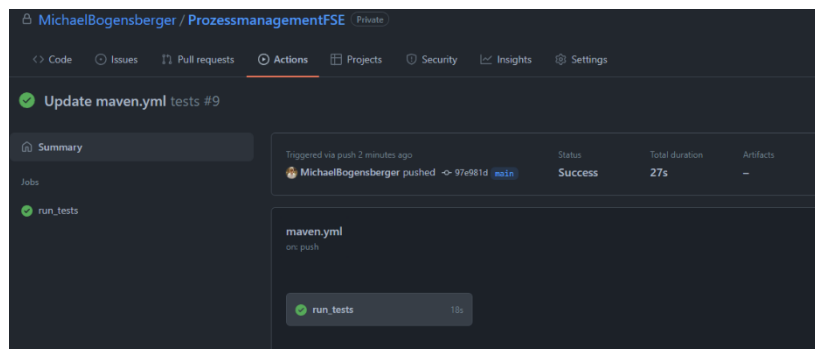 MichaelBogensberger / ProzessmanagementFSE Private
Code Issues Pull requests Actions Projects Security Insights Settings
Update maven.yml tests #9
Summary
Jobs
run_tests
Triggered via push 2 minutes ago
MichaelBogensberger pushed 97e981d main
Status
Success
Total duration
27s
Artifacts
–
maven.yml
on: push
run_tests 18s